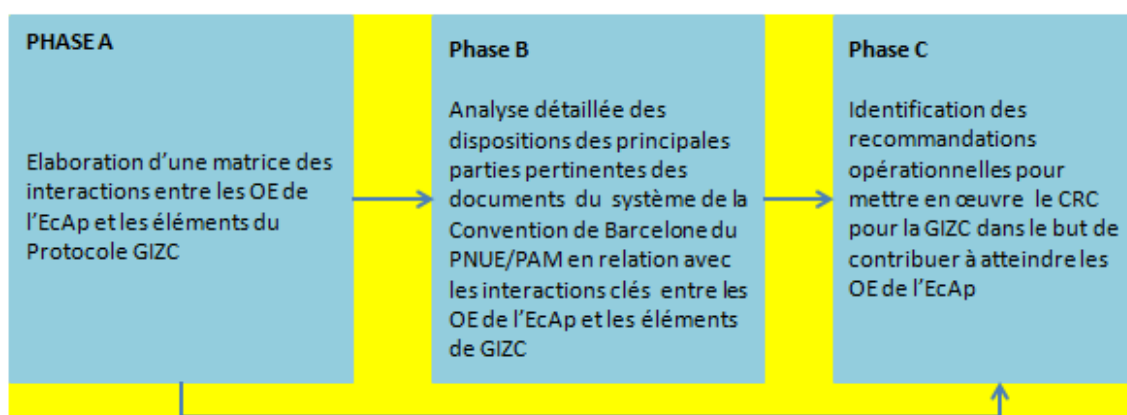 PHASE A
Elaboration d'une matrice des
interactions entre les OE de
l'EcAp et les éléments du
Protocole GIZC
Phase B
Analyse détaillée des
dispositions des principales
parties pertinentes des
documents du système de la
Convention de Barcelone du
PNUE/PAM en relation avec
les interactions clés entre les
OE de l'EcAp et les éléments
de GIZC
Phase C
Identification des
recommandations
opérationnelles pour
mettre en œuvre le CRC
pour la GIZC dans le but de
contribuer à atteindre les
OE de l'EcAp